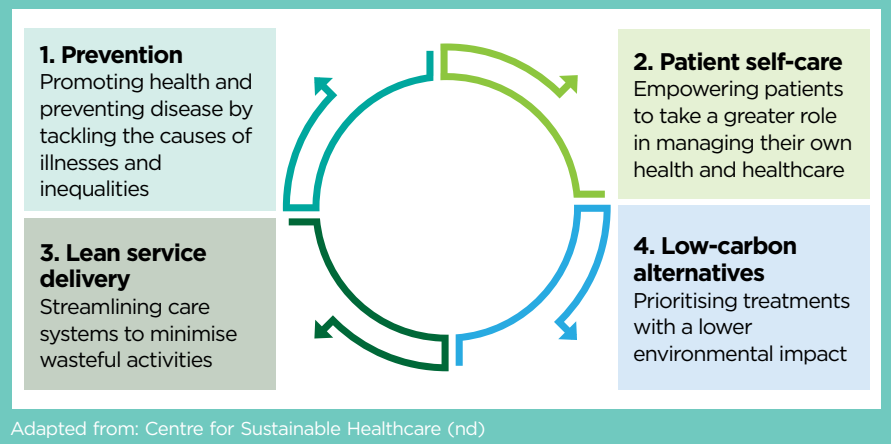 1. Prevention
Promoting health and
preventing disease by
tackling the causes of
illnesses and
inequalities
2. Patient self-care
Empowering patients
to take a greater role
in managing their own
health and healthcare
3. Lean service
delivery
Streamlining care
systems to minimise
wasteful activities
4. Low-carbon
alternatives
Prioritising treatments
with a lower
environmental impact
Adapted from: Centre for Sustainable Healthcare (nd)